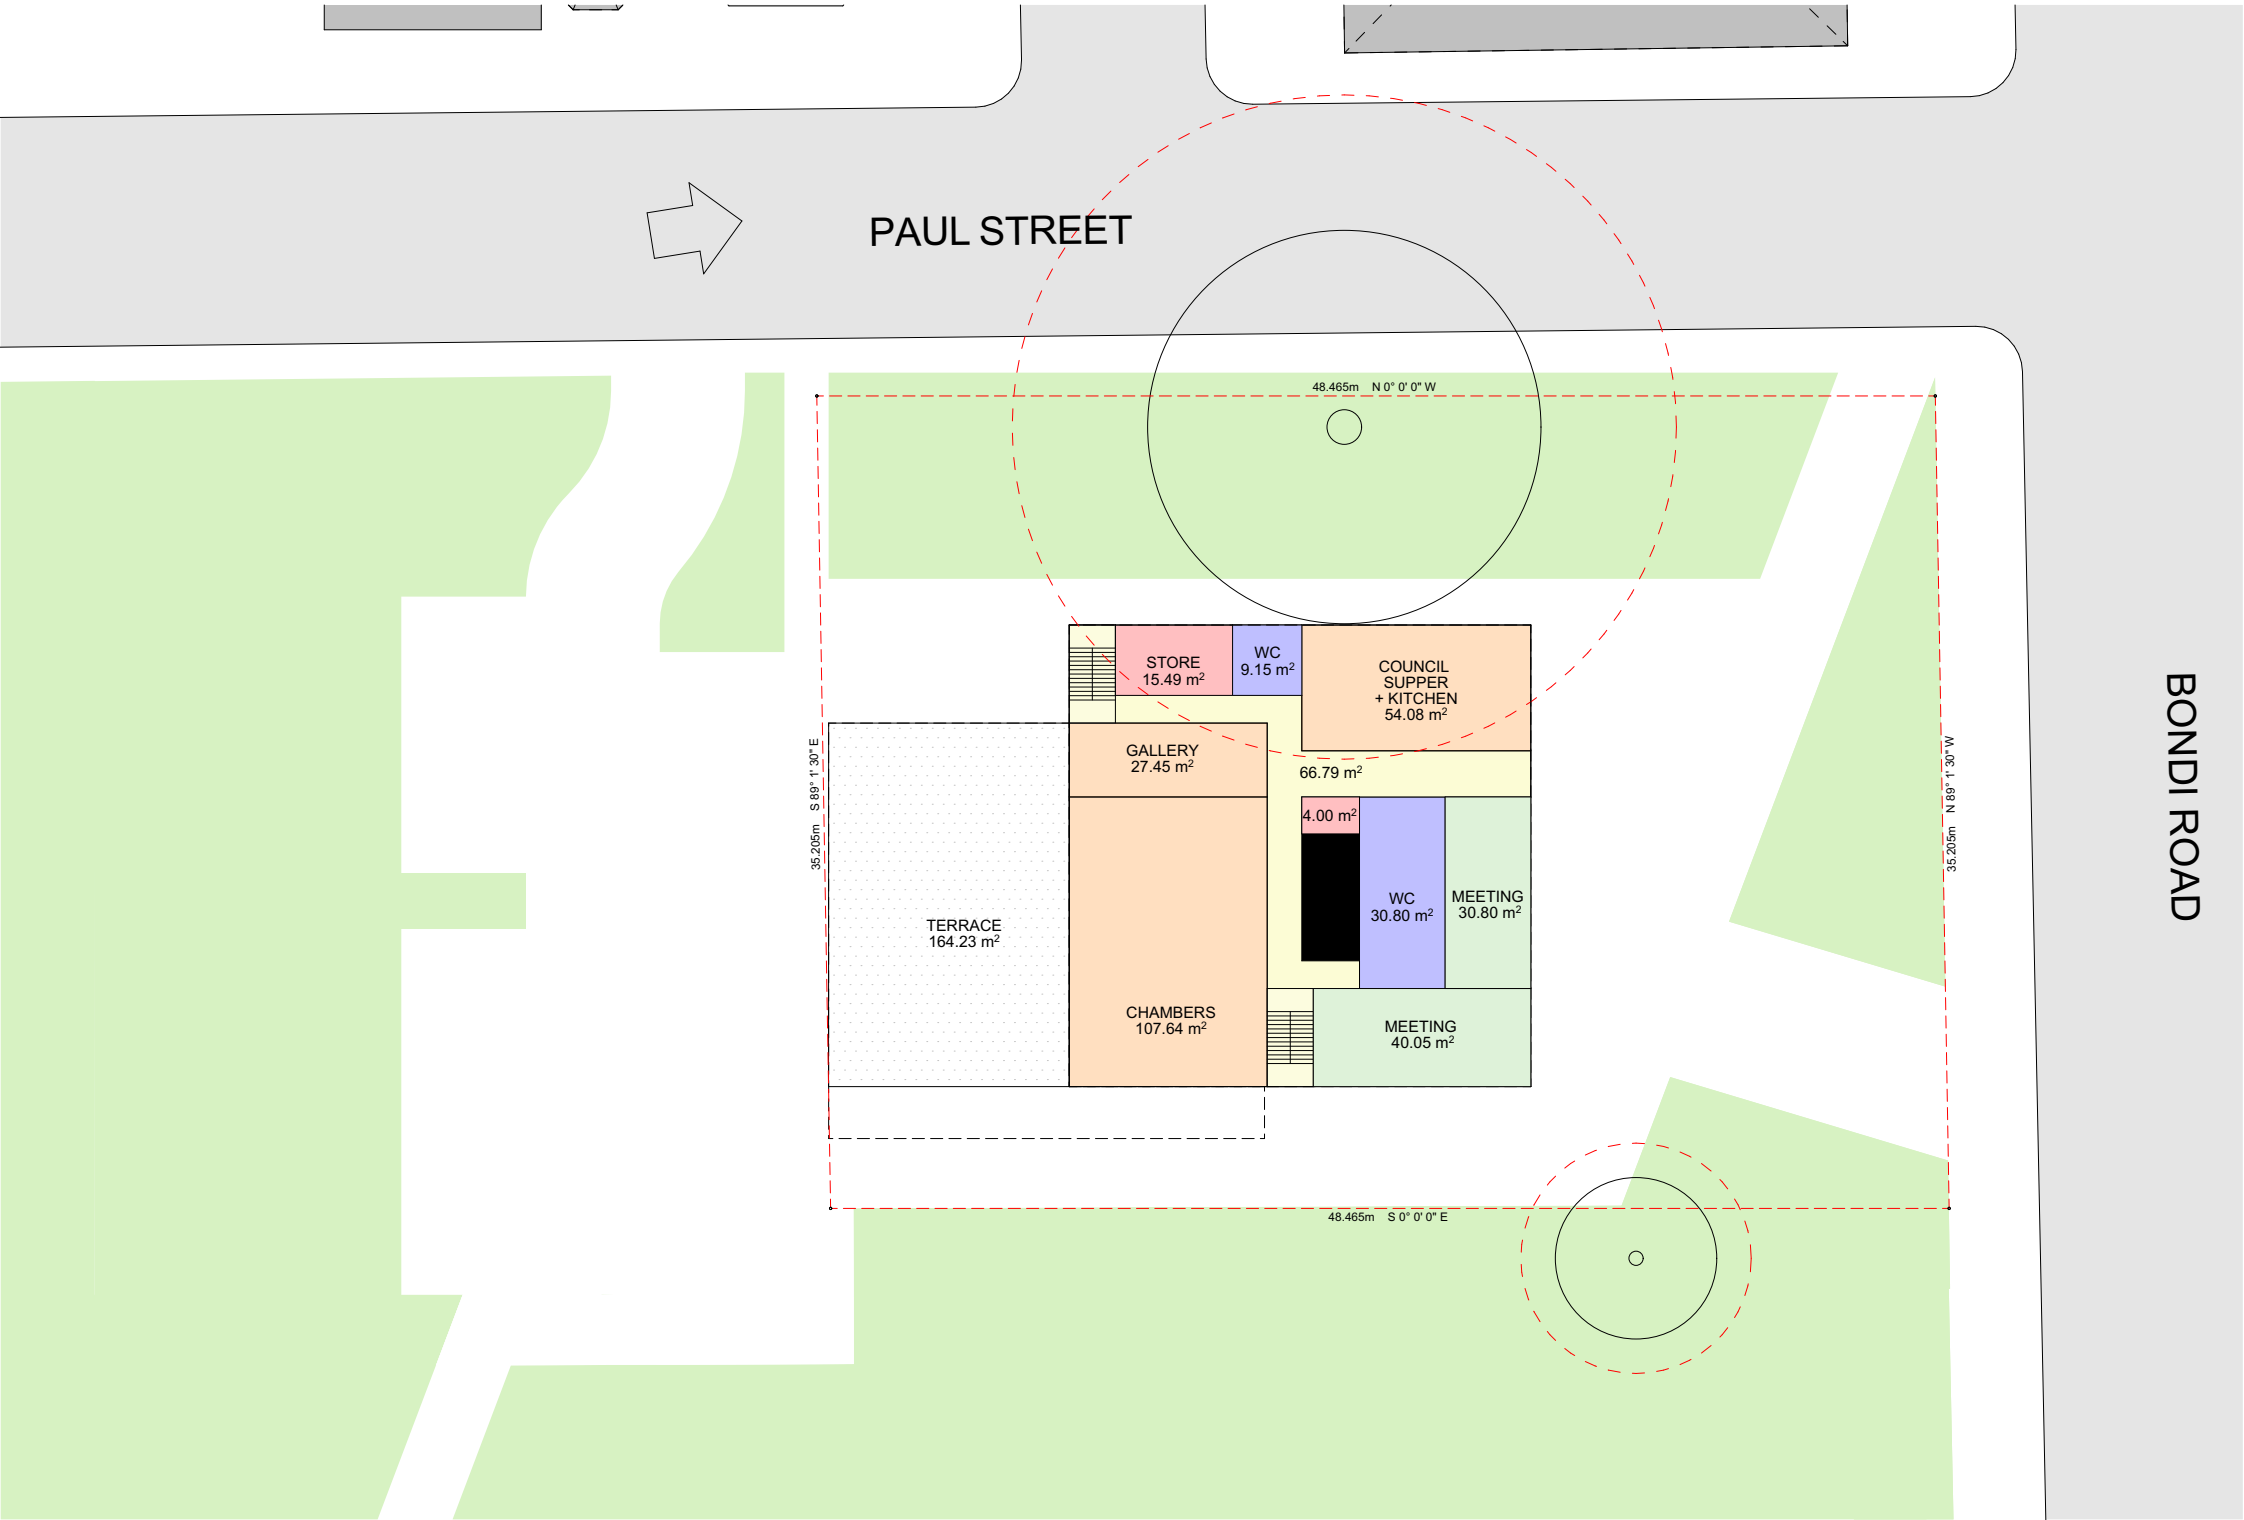 PAUL STREET
48.465m N 0° 0' 0" W
STORE
15.49 m²
WC
9.15 m²
COUNCIL
SUPPER
+ KITCHEN
54.08 m²
GALLERY
27.45 m²
66.79 m²
4.00 m²
35.205m S 89° 1' 30" E
35.205m N 89° 1' 30" W
BONDI ROAD
TERRACE
164.23 m²
WC
30.80 m²
MEETING
30.80 m²
CHAMBERS
107.64 m²
MEETING
40.05 m²
48.465m S 0° 0' 0" E